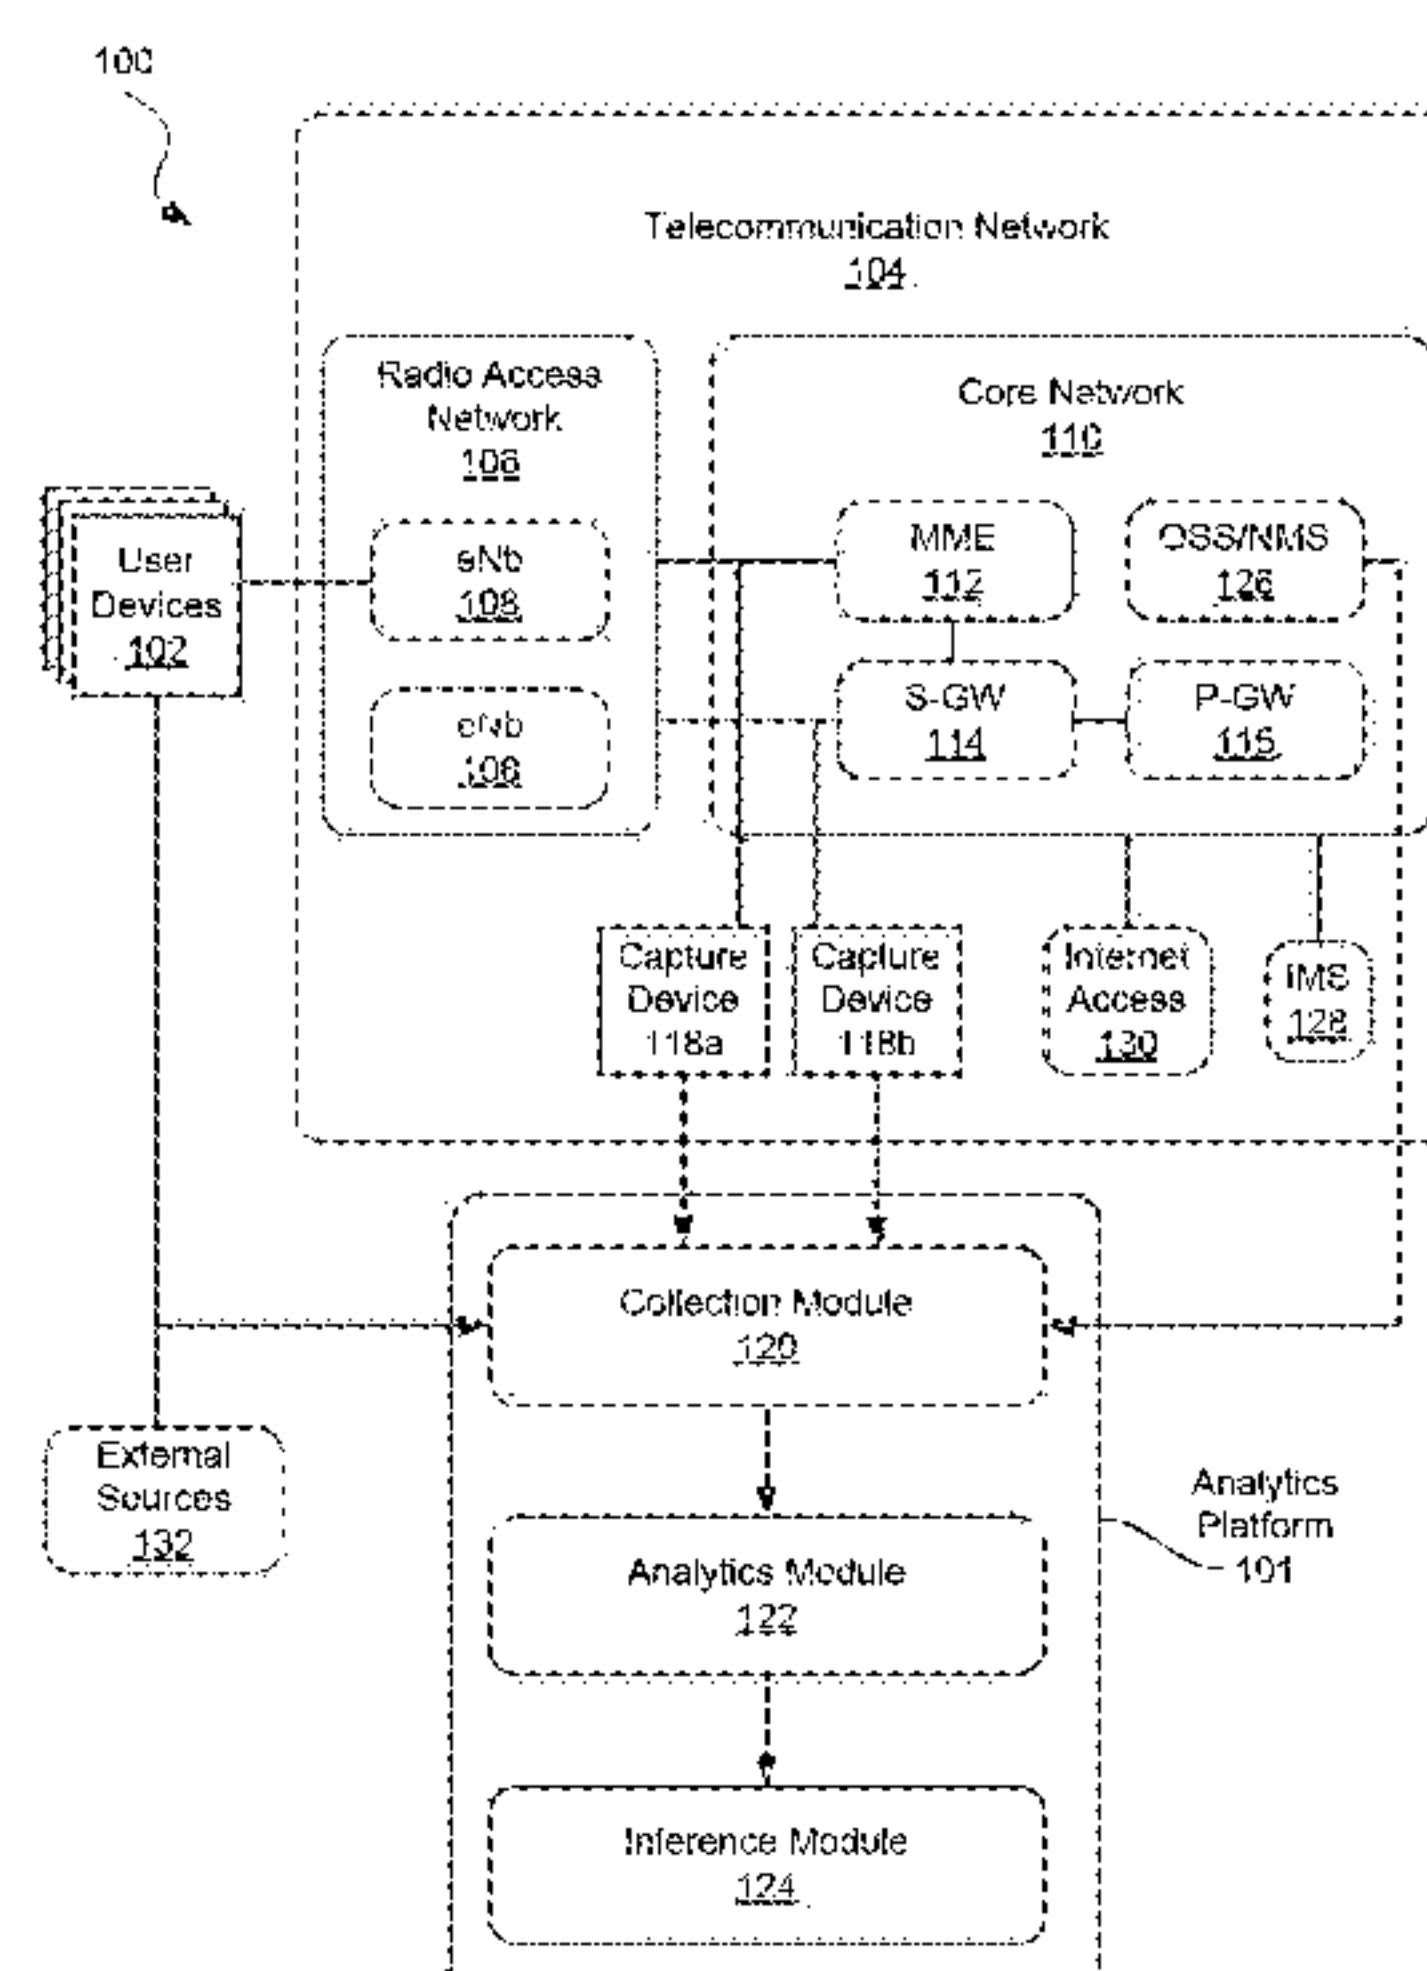 100
Telecommunication Network
104
Radio Access
Network
106
Core Network
110
User
Devices
102
eNb
108
eNb
108
MME
112
OSS/NMS
126
S-GW
114
P-GW
115
Capture
Device
118a
Capture
Device
118b
Internet
Access
130
IMS
128
Collection Module
120
External
Sources
132
Analytics
Platform
101
Analytics Module
122
Inference Module
124